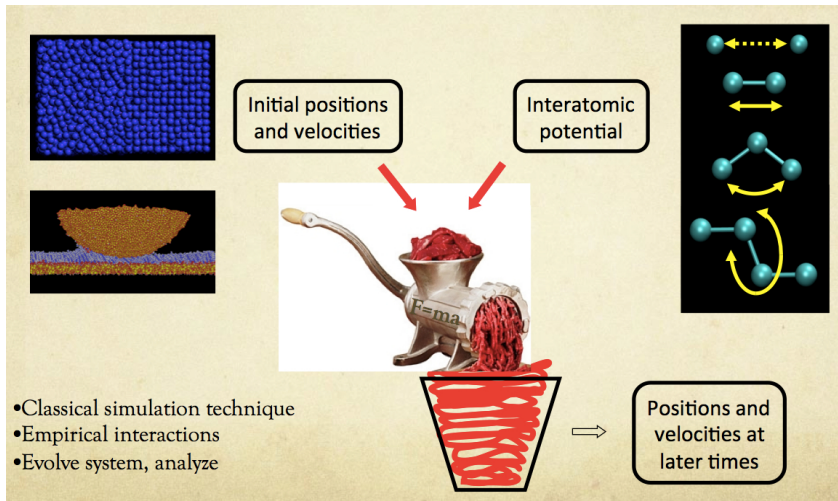 Initial positions
and velocities
Interatomic
potential
F=ma
•Classical simulation technique
•Empirical interactions
•Evolve system, analyze
Positions and
velocities at
later times